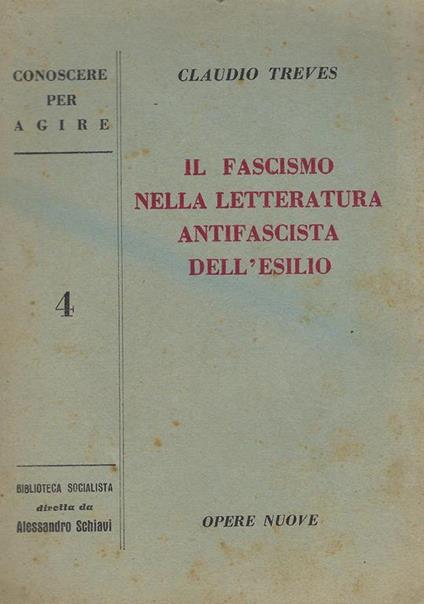 CONOSCERE
PER
AGIRE
4
BIBLIOTECA SOCIALISTA
diretta da
Alessandro Schiavi
CLAUDIO TREVES
IL FASCISMO
NELLA LETTERATURA
ANTIFASCISTA
DELL'ESILIO
OPERE NUOVE